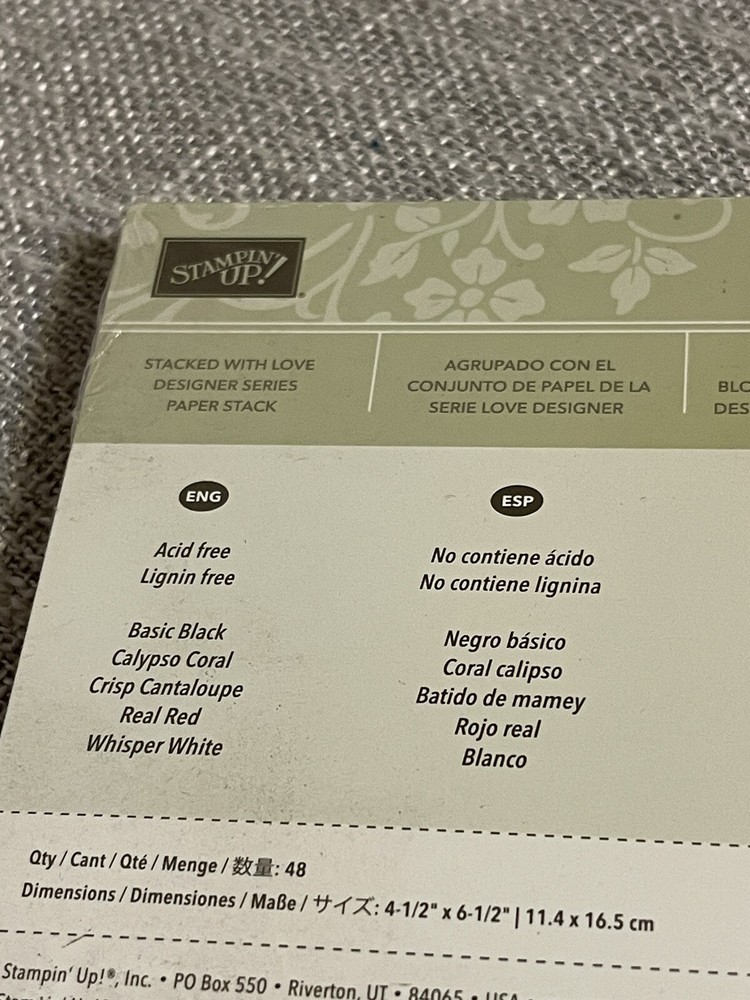 STAMPIN'
UP!
STACKED WITH LOVE
DESIGNER SERIES
PAPER STACK
AGRUPADO CON EL
CONJUNTO DE PAPEL DE LA
SERIE LOVE DESIGNER
ENG
Acid free
Lignin free
Basic Black
Calypso Coral
Crisp Cantaloupe
Real Red
Whisper White
ESP
No contiene ácido
No contiene lignina
Negro básico
Coral calipso
Batido de mamey
Rojo real
Blanco
Qty / Cant / Qté / Menge / 数量: 48
Dimensions / Dimensiones / Maße / サイズ: 4-1/2" x 6-1/2" | 11.4 x 16.5 cm
Stampin' Up!®, Inc. • PO Box 550 • Riverton, UT • 84065 • USA